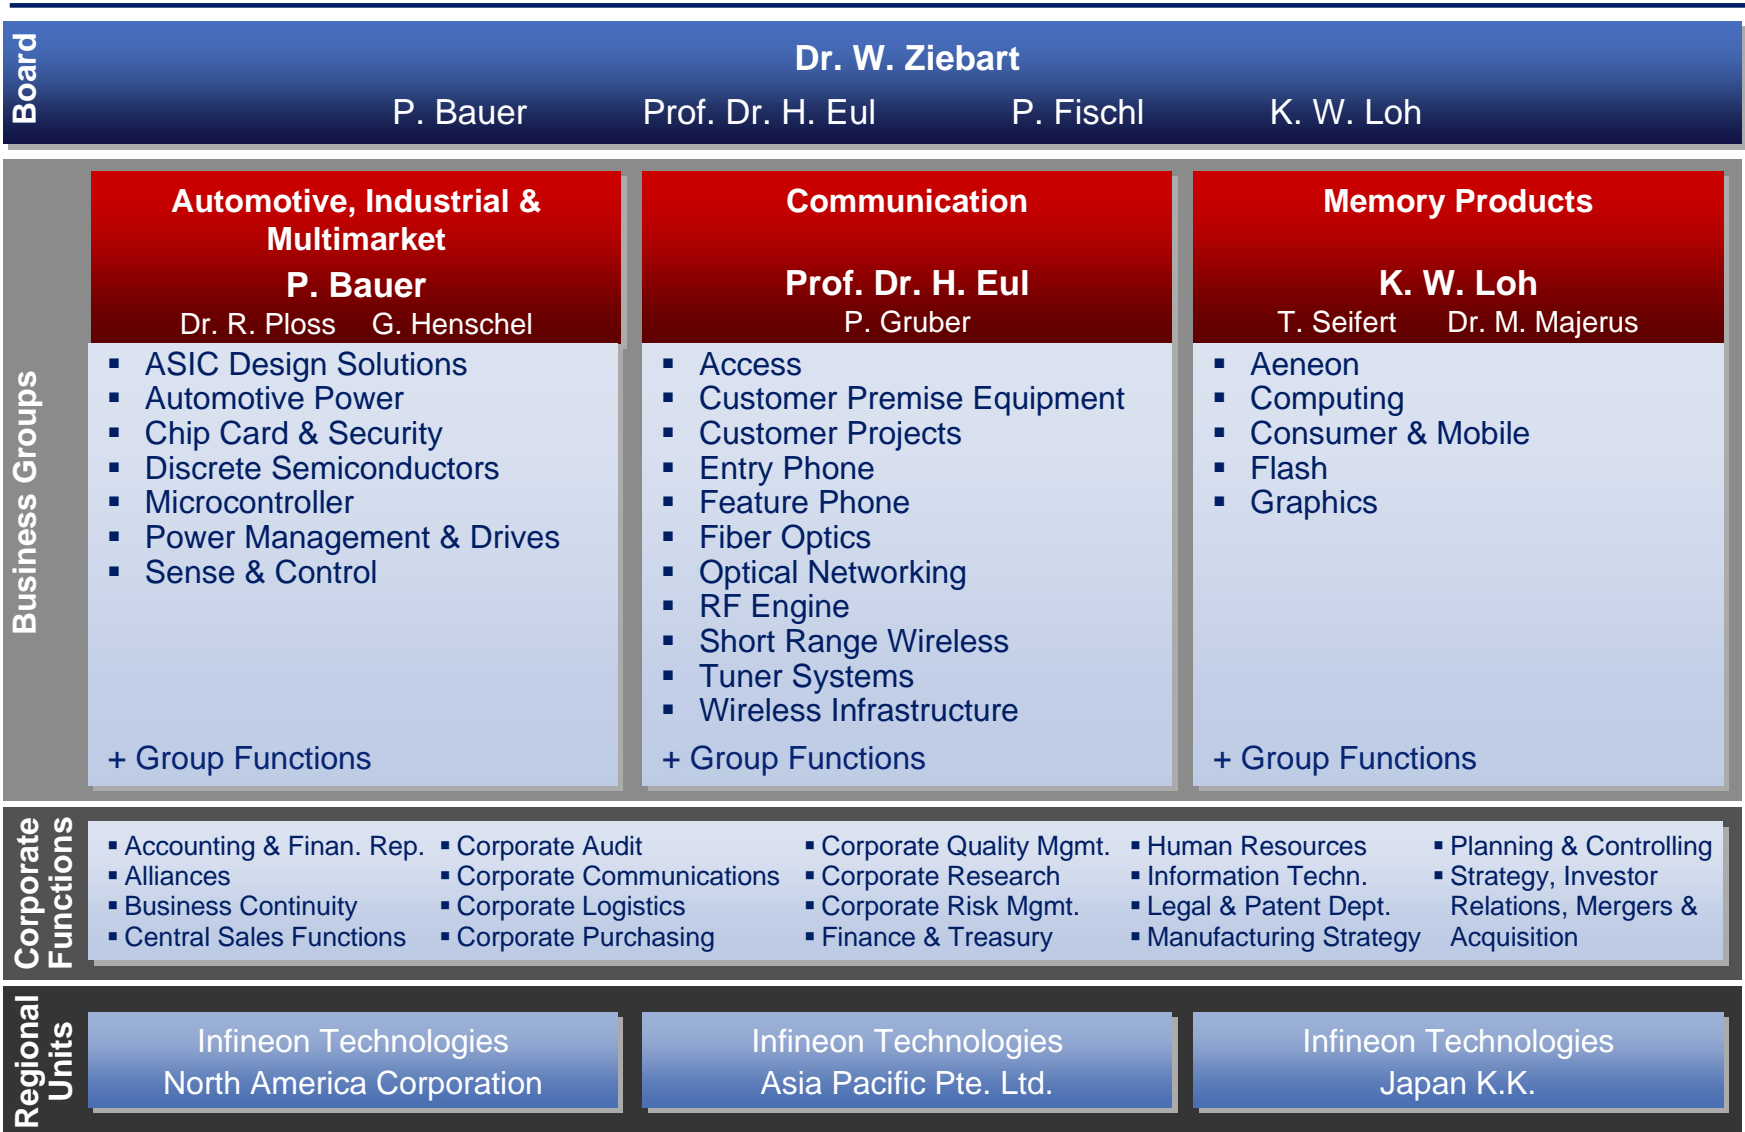 Board
Dr. W. Ziebart
P. Bauer Prof. Dr. H. Eul P. Fischl K. W. Loh
Business Groups
Automotive, Industrial &
Multimarket
P. Bauer
Dr. R. Ploss G. Henschel
▪ ASIC Design Solutions
▪ Automotive Power
▪ Chip Card & Security
▪ Discrete Semiconductors
▪ Microcontroller
▪ Power Management & Drives
▪ Sense & Control
+ Group Functions
Communication
Prof. Dr. H. Eul
P. Gruber
▪ Access
▪ Customer Premise Equipment
▪ Customer Projects
▪ Entry Phone
▪ Feature Phone
▪ Fiber Optics
▪ Optical Networking
▪ RF Engine
▪ Short Range Wireless
▪ Tuner Systems
▪ Wireless Infrastructure
+ Group Functions
Memory Products
K. W. Loh
T. Seifert Dr. M. Majerus
▪ Aeneon
▪ Computing
▪ Consumer & Mobile
▪ Flash
▪ Graphics
+ Group Functions
Corporate
Functions
▪ Accounting & Finan. Rep.
▪ Alliances
▪ Business Continuity
▪ Central Sales Functions
▪ Corporate Audit
▪ Corporate Communications
▪ Corporate Logistics
▪ Corporate Purchasing
▪ Corporate Quality Mgmt.
▪ Corporate Research
▪ Corporate Risk Mgmt.
▪ Finance & Treasury
▪ Human Resources
▪ Information Techn.
▪ Legal & Patent Dept.
▪ Manufacturing Strategy
▪ Planning & Controlling
▪ Strategy, Investor
Relations, Mergers &
Acquisition
Regional
Units
Infineon Technologies
North America Corporation
Infineon Technologies
Asia Pacific Pte. Ltd.
Infineon Technologies
Japan K.K.